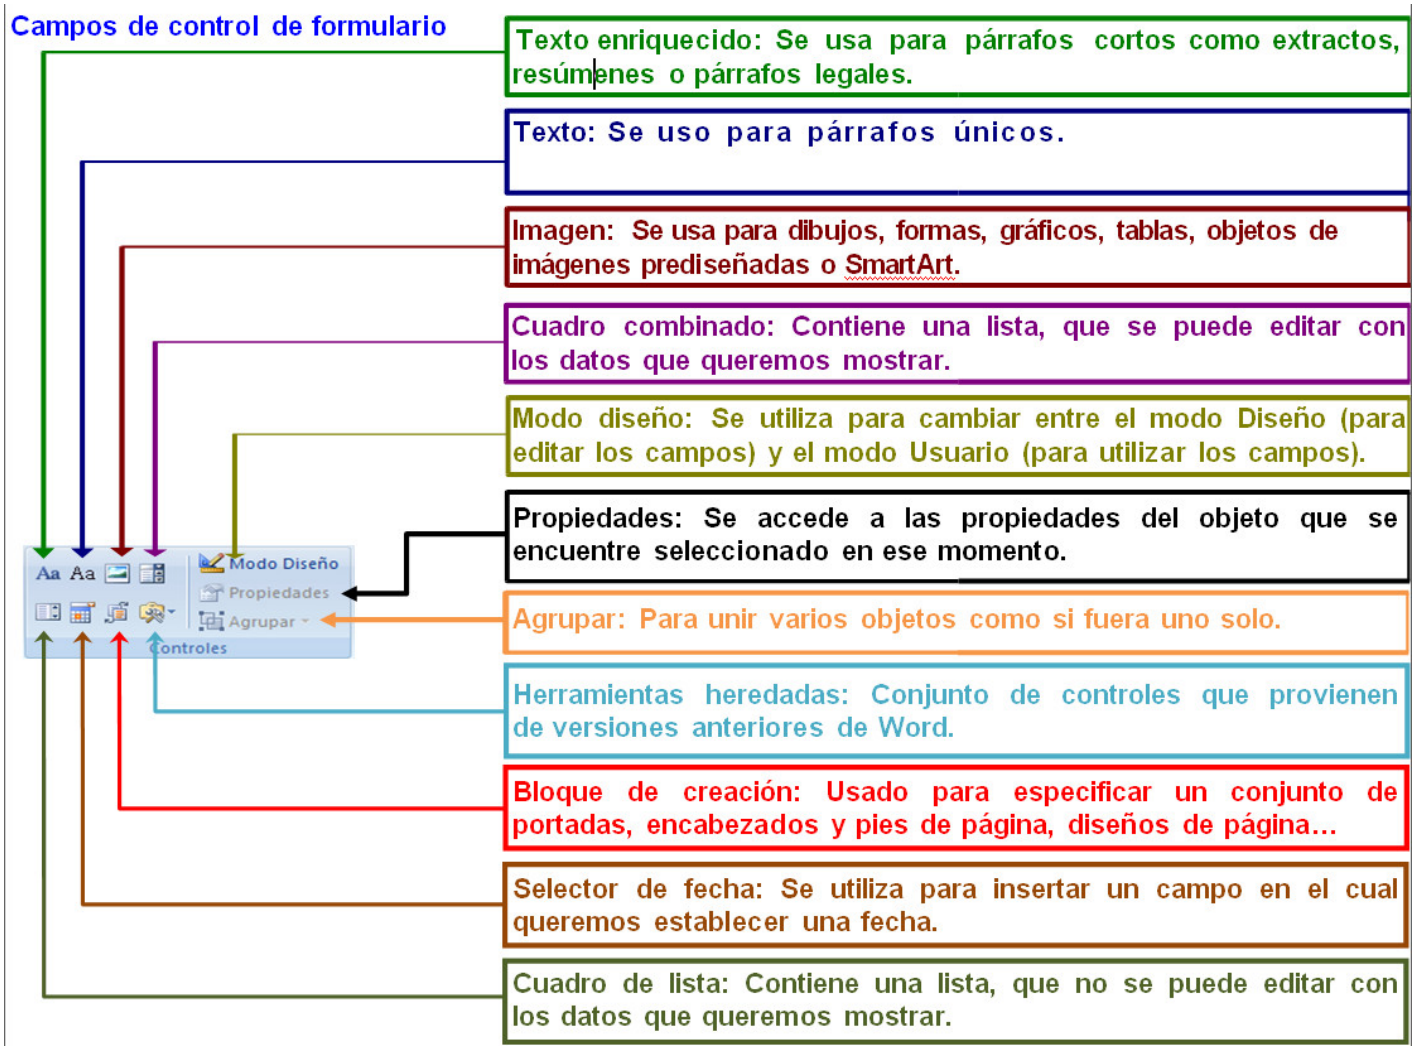 Campos de control de formulario
Texto enriquecido: Se usa para párrafos cortos como extractos,
resúmenes o párrafos legales.
Texto: Se uso para párrafos únicos.
Imagen: Se usa para dibujos, formas, gráficos, tablas, objetos de
imágenes prediseñadas o SmartArt.
Cuadro combinado: Contiene una lista, que se puede editar con
los datos que queremos mostrar.
Modo diseño: Se utiliza para cambiar entre el modo Diseño (para
editar los campos) y el modo Usuario (para utilizar los campos).
Propiedades: Se accede a las propiedades del objeto que se
encuentre seleccionado en ese momento.
Aa Aa
Modo Diseño
Propiedades
Agrupar
Controles
Agrupar: Para unir varios objetos como si fuera uno solo.
Herramientas heredadas: Conjunto de controles que provienen
de versiones anteriores de Word.
Bloque de creación: Usado para especificar un conjunto de
portadas, encabezados y pies de página, diseños de página...
Selector de fecha: Se utiliza para insertar un campo en el cual
queremos establecer una fecha.
Cuadro de lista: Contiene una lista, que no se puede editar con
los datos que queremos mostrar.